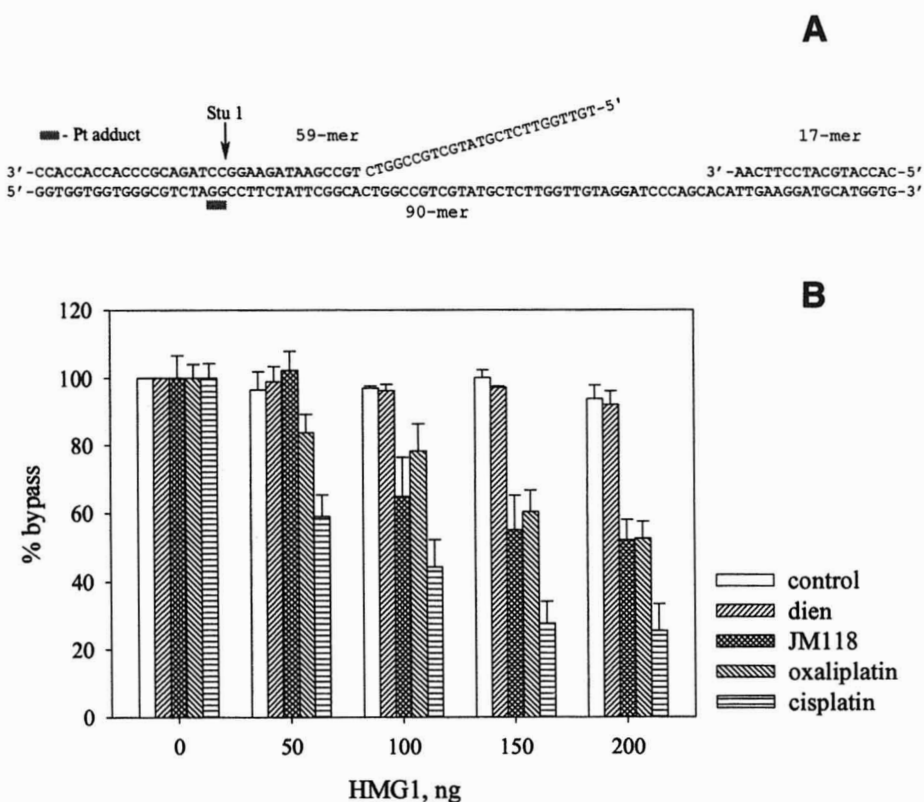 A
Stu 1
- Pt adduct
59-mer
CTGGCCGTCGTATGCTCTTGGTTGT-5'
17-mer
3'-CCACCACCACCCGCAGATCCGGAAGATAAGCCGT
3'-AACTTCCTACGTACCAC-5'
5'-GGTGGTGGTGGGCGTCTAGGCCTTCTATTCGGCACTGGCCGTCGTATGCTCTTGGTTGTAGGATCCCAGCACATTGAAGGATGCATGGTG-3'
90-mer
B
120
100
80
60
40
20
0
% bypass
0 50 100 150 200
HMG1, ng
control
dien
JM118
oxaliplatin
cisplatin